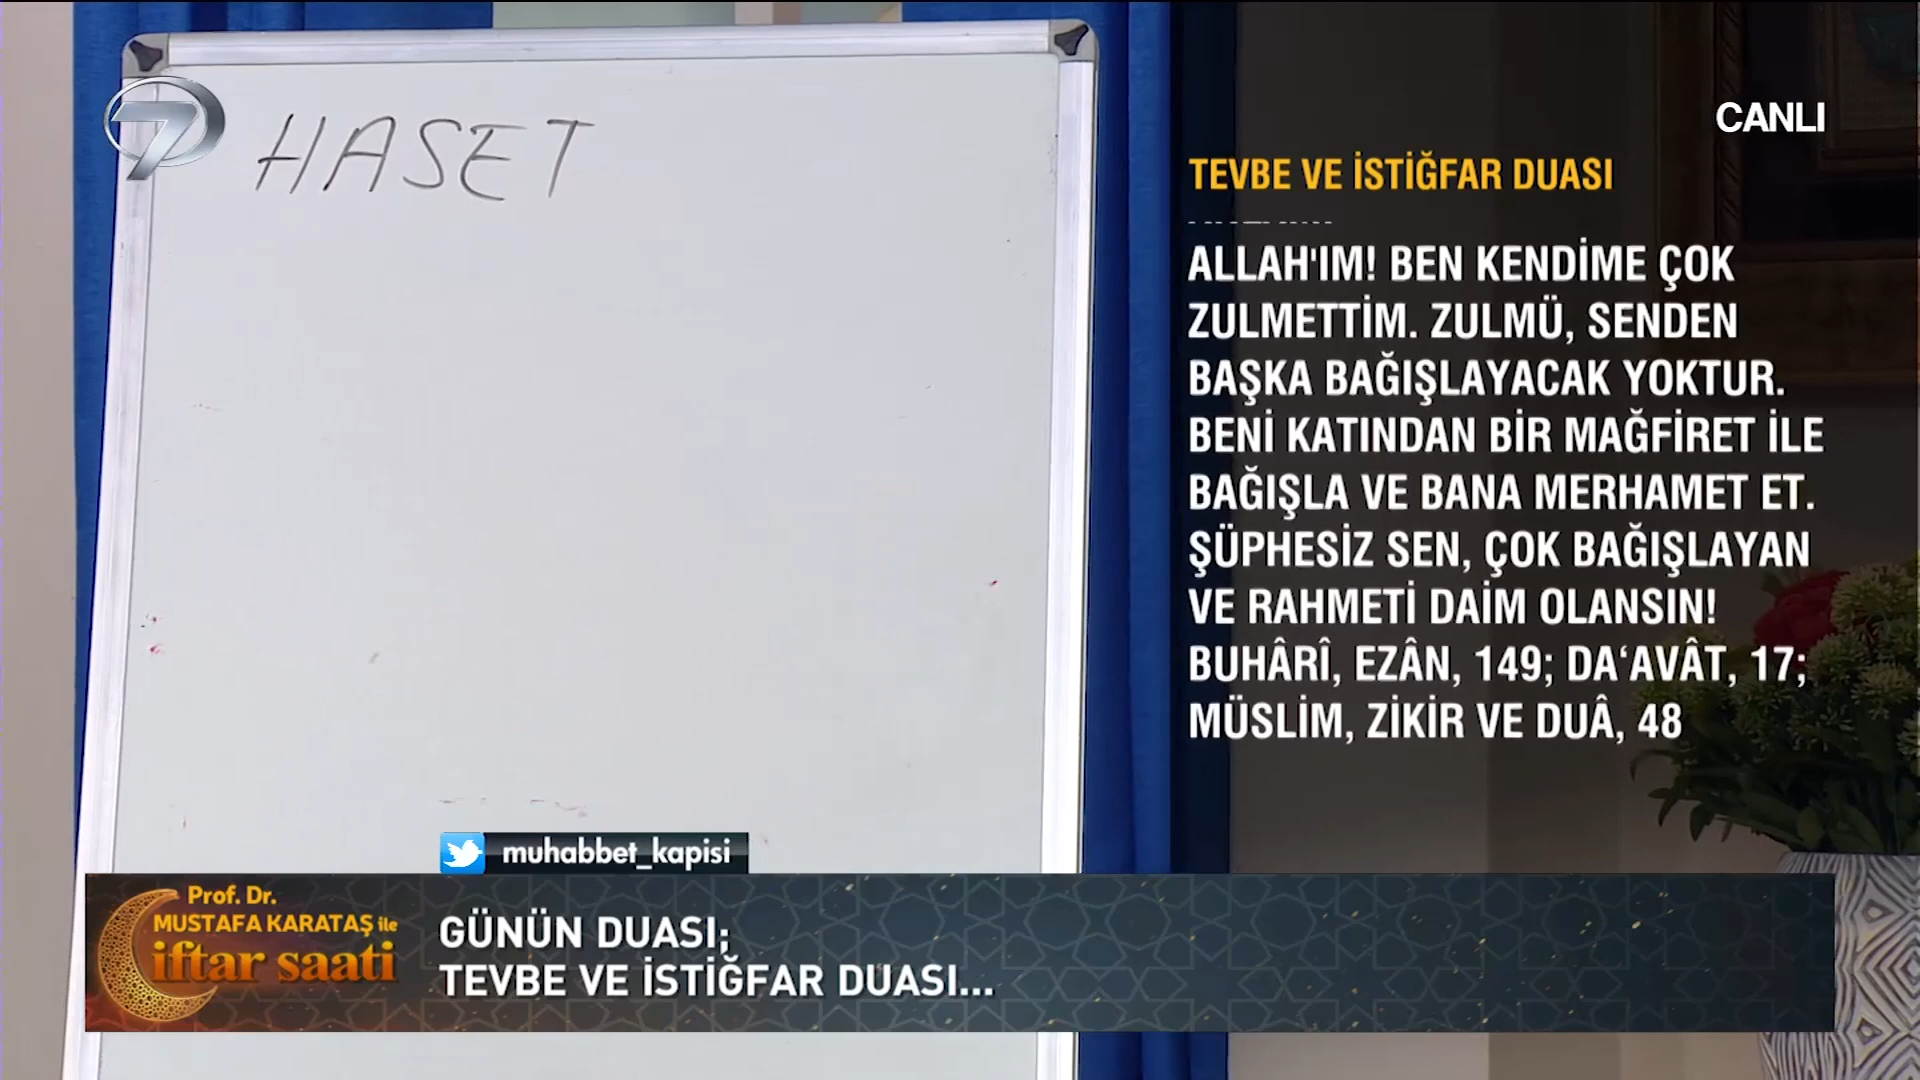 7
HASET
CANLI
TEVBE VE İSTİĞFAR DUASI
ALLAH'IM! BEN KENDİME ÇOK
ZULMETTİM. ZULMÜ, SENDEN
BAŞKA BAĞIŞLAYACAK YOKTUR.
BENİ KATINDAN BİR MAĞFİRET İLE
BAĞIŞLA VE BANA MERHAMET ET.
ŞÜPHESİZ SEN, ÇOK BAĞIŞLAYAN
VE RAHMETİ DAİM OLANSIN!
BUHÂRÎ, EZÂN, 149; DA‘AVÂT, 17;
MÜSLİM, ZİKİR VE DUÂ, 48
muhabbet_kapisi
Prof. Dr.
MUSTAFA KARATAŞ ile
iftar saati
GÜNÜN DUASI;
TEVBE VE İSTİĞFAR DUASI...